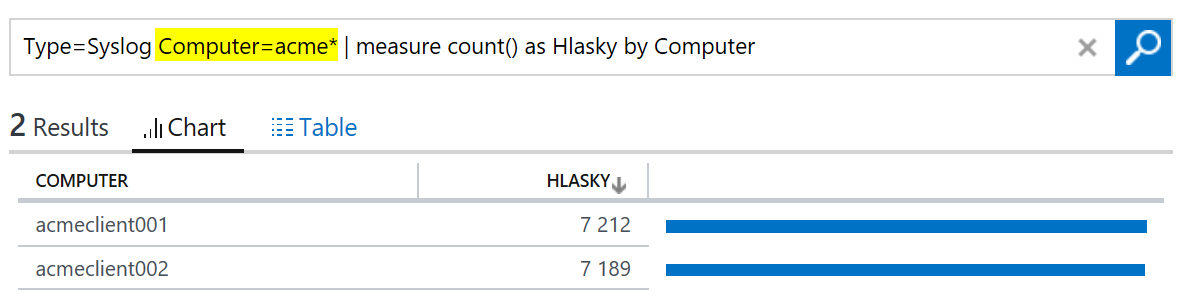 Type=Syslog Computer=acme* | measure count() as Hlasky by Computer
2 Results Chart Table
COMPUTER HLASKY
acmeclient001 7 212
acmeclient002 7 189